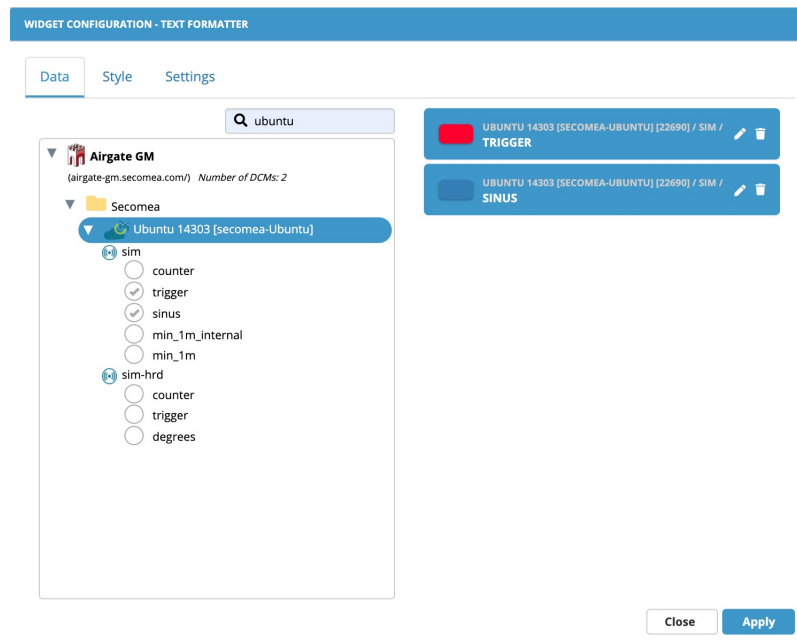 WIDGET CONFIGURATION - TEXT FORMATTER
Data
Style
Settings
ubuntu
Airgate GM
(airgate-gm.secomea.com/) Number of DCMs: 2
Secomea
Ubuntu 14303 [secomea-Ubuntu]
sim
counter
trigger
sinus
min_1m_internal
min_1m
sim-hrd
counter
trigger
degrees
UBUNTU 14303 [SECOMEA-UBUNTU] [22690] / SIM /
TRIGGER
UBUNTU 14303 [SECOMEA-UBUNTU] [22690] / SIM /
SINUS
Close
Apply